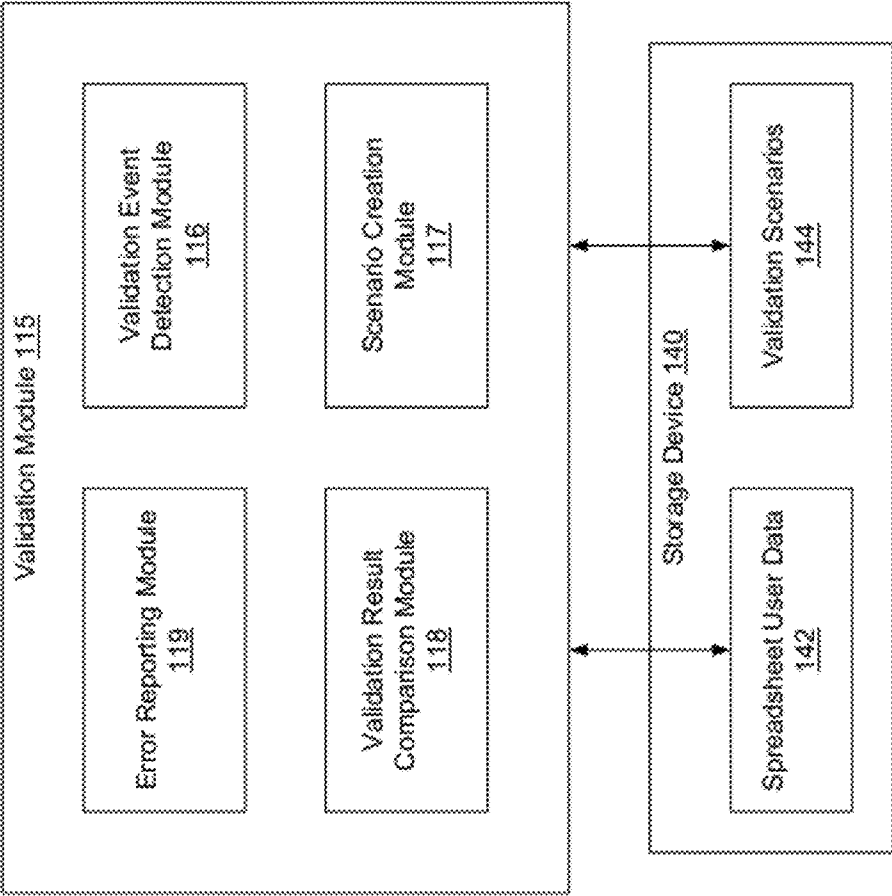 Validation Module 115
Error Reporting Module
119
Validation Event
Detection Module
116
Validation Result
Comparison Module
118
Scenario Creation
Module
117
Storage Device 140
Spreadsheet User Data
142
Validation Scenarios
144